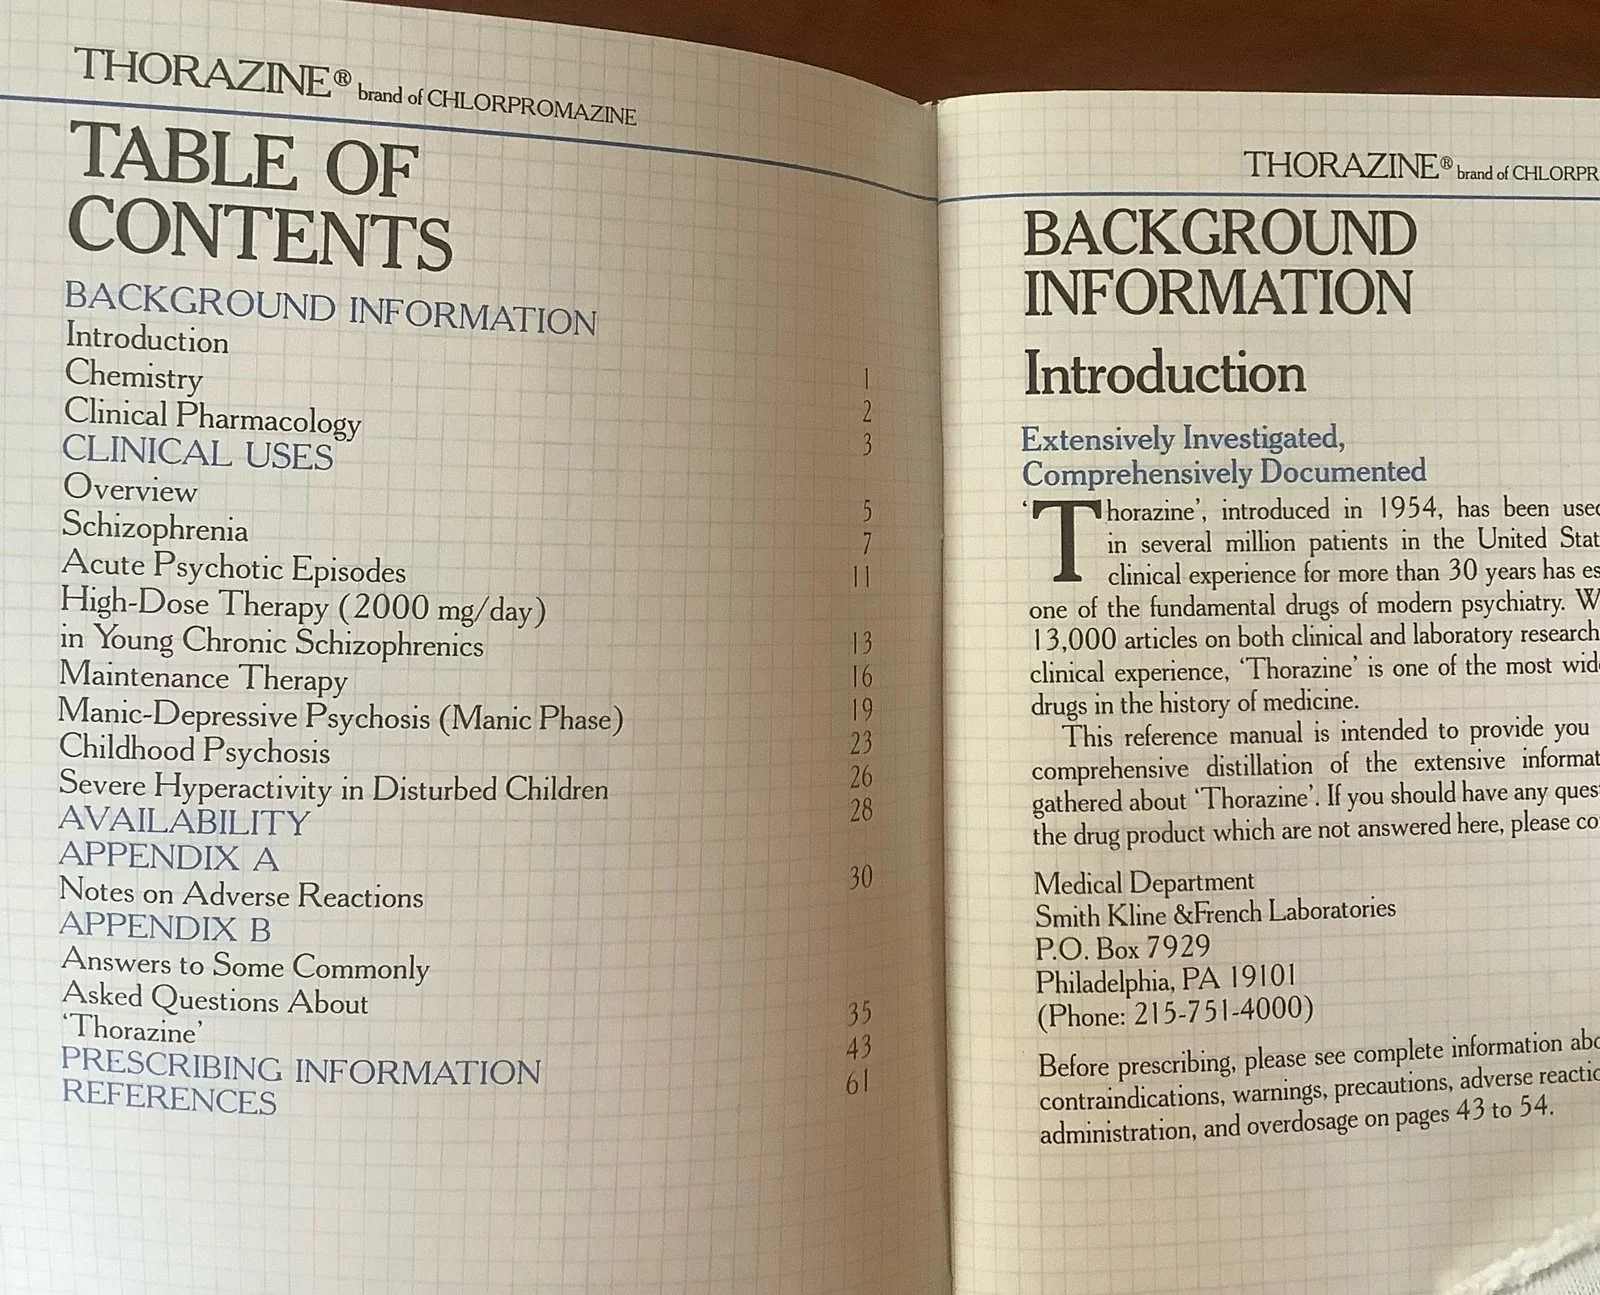 THORAZINE® brand of CHLORPROMAZINE
TABLE OF
CONTENTS
BACKGROUND INFORMATION
Introduction 1
Chemistry 2
Clinical Pharmacology 3
CLINICAL USES
Overview 5
Schizophrenia 7
Acute Psychotic Episodes 11
High-Dose Therapy (2000 mg/day)
in Young Chronic Schizophrenics 13
Maintenance Therapy 16
Manic-Depressive Psychosis (Manic Phase) 19
Childhood Psychosis 23
Severe Hyperactivity in Disturbed Children 26
AVAILABILITY 28
APPENDIX A
Notes on Adverse Reactions 30
APPENDIX B
Answers to Some Commonly
Asked Questions About
‘Thorazine’ 35
PRESCRIBING INFORMATION 43
REFERENCES 61
THORAZINE® brand of CHLORPR
BACKGROUND
INFORMATION
Introduction
Extensively Investigated,
Comprehensively Documented
‘Thorazine’, introduced in 1954, has been used
in several million patients in the United Stat
clinical experience for more than 30 years has es
one of the fundamental drugs of modern psychiatry. W
13,000 articles on both clinical and laboratory research
clinical experience, ‘Thorazine’ is one of the most wid
drugs in the history of medicine.
This reference manual is intended to provide you
comprehensive distillation of the extensive informat
gathered about ‘Thorazine’. If you should have any ques
the drug product which are not answered here, please co
Medical Department
Smith Kline &French Laboratories
P.O. Box 7929
Philadelphia, PA 19101
(Phone: 215-751-4000)
Before prescribing, please see complete information abo
contraindications, warnings, precautions, adverse reactio
administration, and overdosage on pages 43 to 54.